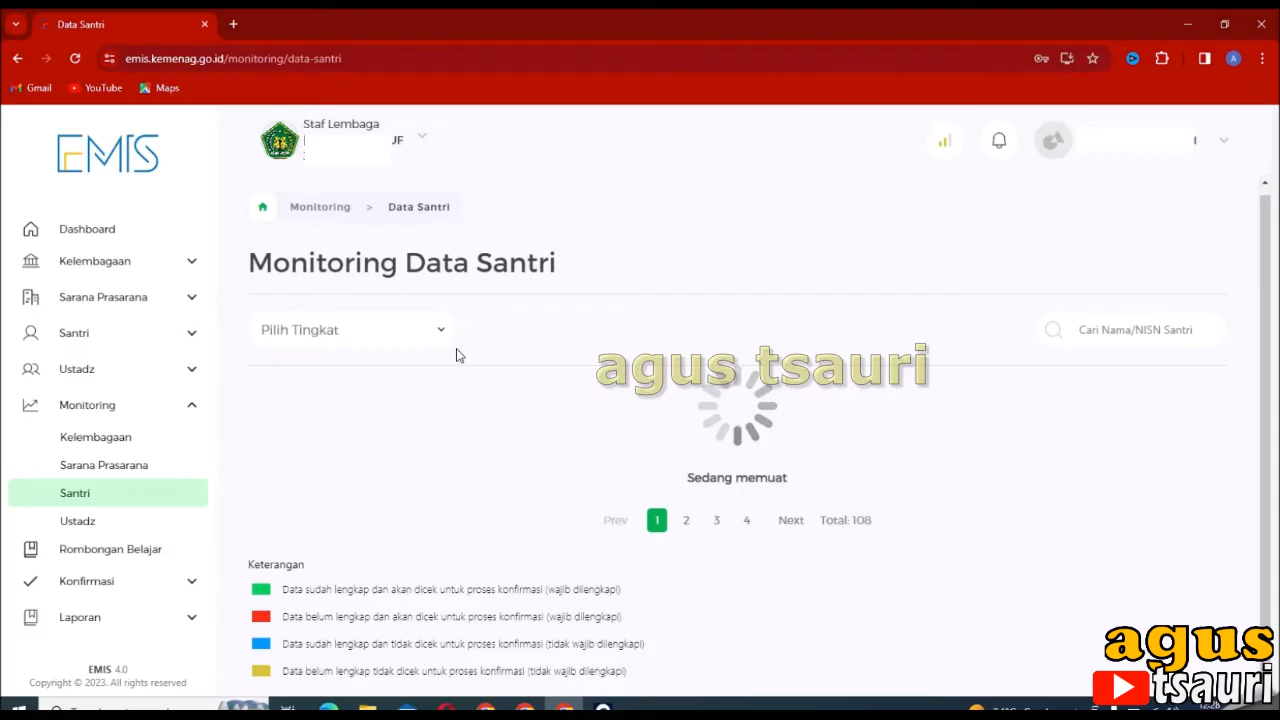 Data Santri
emis.kemenag.go.id/monitoring/data-santri
A
Gmail
YouTube
Maps
EMIS
Staf Lembaga
UF
Dashboard
Kelembagaan
Sarana Prasarana
Santri
Ustadz
Monitoring
Kelembagaan
Sarana Prasarana
Santri
Ustadz
Rombongan Belajar
Konfirmasi
Laporan
EMIS 4.0
Copyright © 2023. All rights reserved
Monitoring > Data Santri
Monitoring Data Santri
Pilih Tingkat
Cari Nama/NISN Santri
agus tsauri
Sedang memuat
Prev 1 2 3 4 Next Total: 108
Keterangan
Data sudah lengkap dan akan dicek untuk proses konfirmasi (wajib dilengkapi)
Data belum lengkap dan akan dicek untuk proses konfirmasi (wajib dilengkapi)
Data sudah lengkap dan tidak dicek untuk proses konfirmasi (tidak wajib dilengkapi)
Data belum lengkap tidak dicek untuk proses konfirmasi (tidak wajib dilengkapi)
agus
tsauri